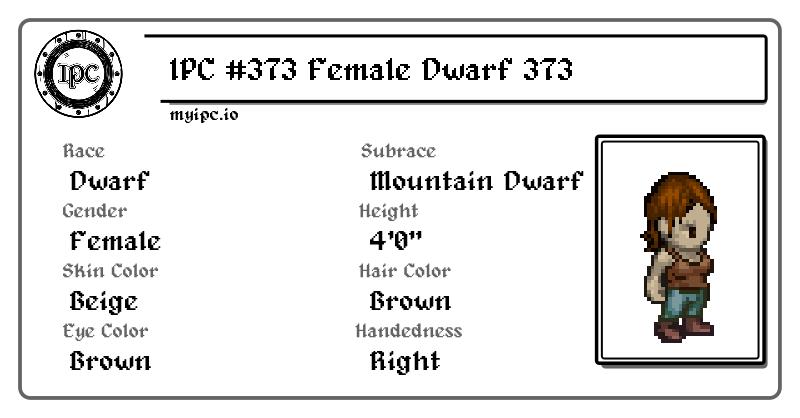 IPC
IPC #373 Female Dwarf 373
myipc.io
Race
Dwarf
Subrace
Mountain Dwarf
Gender
Female
Height
4'0"
Skin Color
Beige
Hair Color
Brown
Eye Color
Brown
Handedness
Right